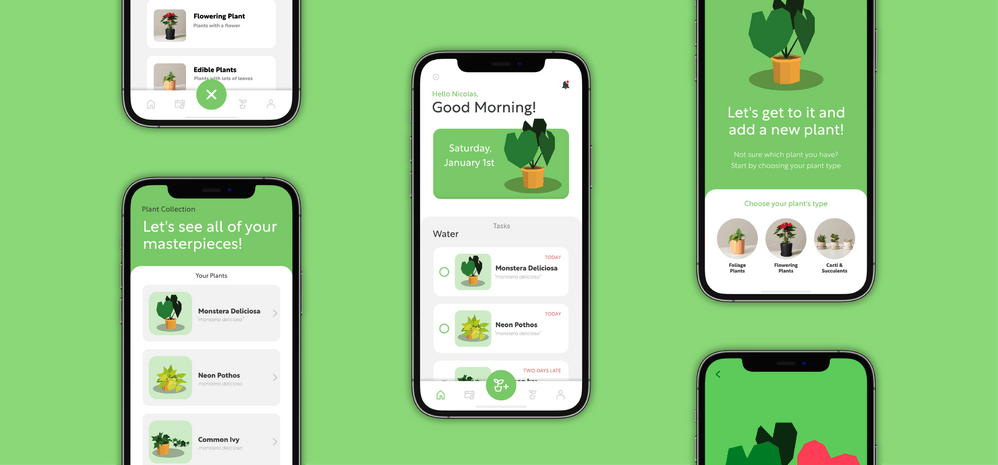 Flowering Plant
Plants with a flower
Edible Plants
Plants with lots of leaves
Plant Collection
Let's see all of your
masterpieces!
Your Plants
Monstera Deliciosa
"monstera deliciosa"
Neon Pothos
"monstera deliciosa"
Common Ivy
"monstera deliciosa"
Hello Nicolas,
Good Morning!
Saturday,
January 1st
Tasks
Water
TODAY
Monstera Deliciosa
"monstera deliciosa"
TODAY
Neon Pothos
"monstera deliciosa"
TWO DAYS LATE
Let's get to it and
add a new plant!
Not sure which plant you have?
Start by choosing your plant type
Choose your plant's type
Foliage
Plants
Flowering
Plants
Cacti &
Succulents